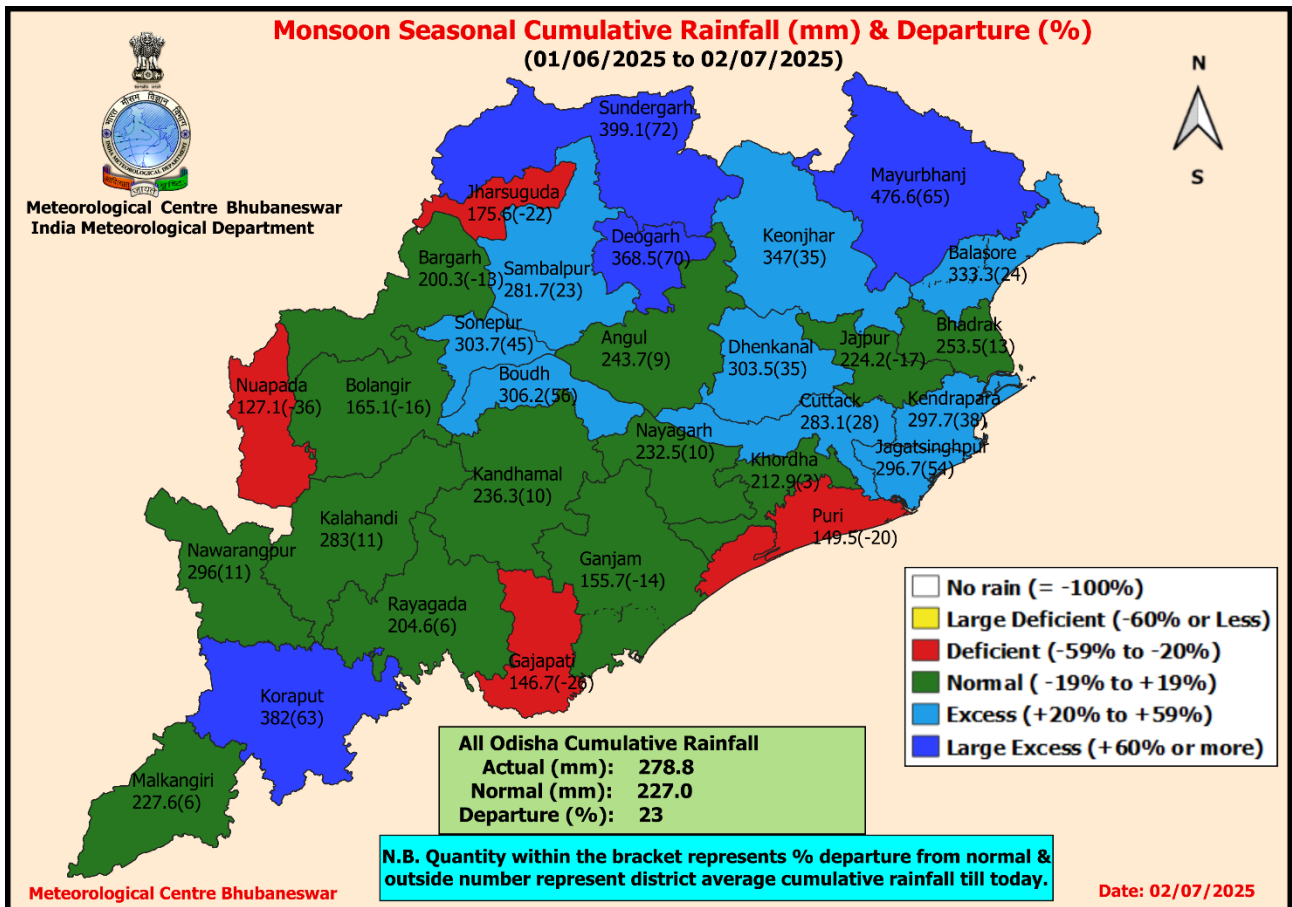 Monsoon Seasonal Cumulative Rainfall (mm) & Departure (%)
(01/06/2025 to 02/07/2025)
N
S
भारत मौसम विज्ञान विभाग
INDIA METEOROLOGICAL DEPARTMENT
Meteorological Centre Bhubaneswar
India Meteorological Department
Sundergarh
399.1(72)
Mayurbhanj
476.6(65)
Jharsuguda
175.6(-22)
Deogarh
368.5(70)
Keonjhar
347(35)
Balasore
333.3(24)
Bargarh
200.3(-13)
Sambalpur
281.7(23)
Sonepur
303.7(45)
Angul
243.7(9)
Dhenkanal
303.5(35)
Jajpur
224.2(-17)
Bhadrak
253.5(13)
Nuapada
127.1(-36)
Bolangir
165.1(-16)
Boudh
306.2(56)
Cuttack
283.1(28)
Kendrapara
297.7(38)
Nayagarh
232.5(10)
Khordha
212.9(3)
Jagatsinghpur
296.7(54)
Kandhamal
236.3(10)
Kalahandi
283(11)
Puri
149.5(-20)
Nawarangpur
296(11)
Ganjam
155.7(-14)
Rayagada
204.6(6)
Gajapati
146.7(-26)
Koraput
382(63)
Malkangiri
227.6(6)
No rain (= -100%)
Large Deficient (-60% or Less)
Deficient (-59% to -20%)
Normal ( -19% to +19%)
Excess (+20% to +59%)
Large Excess (+60% or more)
All Odisha Cumulative Rainfall
Actual (mm): 278.8
Normal (mm): 227.0
Departure (%): 23
N.B. Quantity within the bracket represents % departure from normal &
outside number represent district average cumulative rainfall till today.
Meteorological Centre Bhubaneswar
Date: 02/07/2025